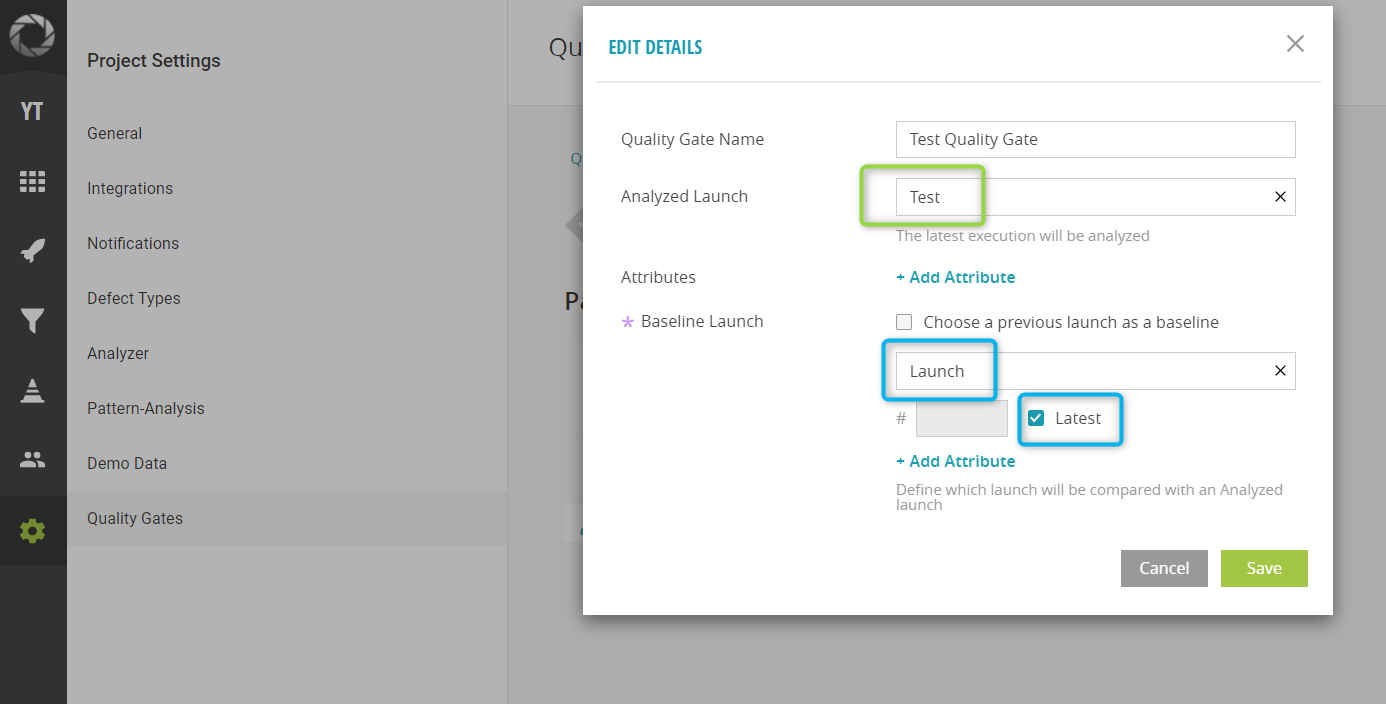 YT
Project Settings
General
Integrations
Notifications
Defect Types
Analyzer
Pattern-Analysis
Demo Data
Quality Gates
Qu
Q
EDIT DETAILS
Quality Gate Name
Test Quality Gate
Analyzed Launch
Test
The latest execution will be analyzed
Attributes
+ Add Attribute
* Baseline Launch
Choose a previous launch as a baseline
Launch
#
Latest
+ Add Attribute
Define which launch will be compared with an Analyzed
launch
Cancel
Save